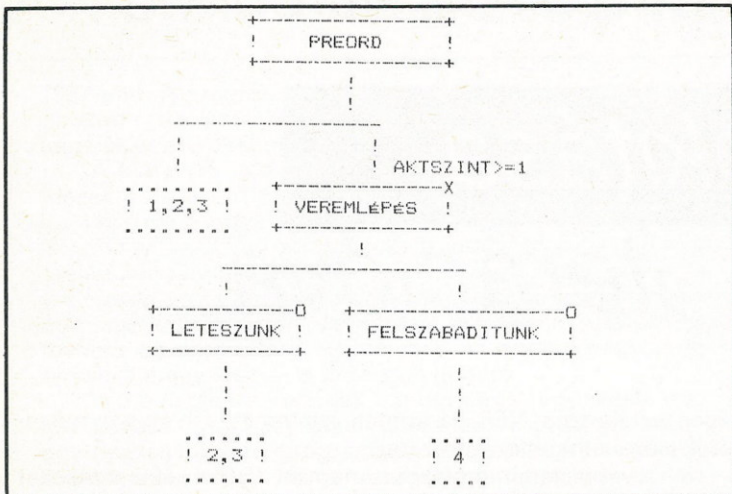 PREORD
AKTSZINT>=1
1,2,3
VEREMLÉPÉS
LETESZUNK
FELSZABADITUNK
2,3
4